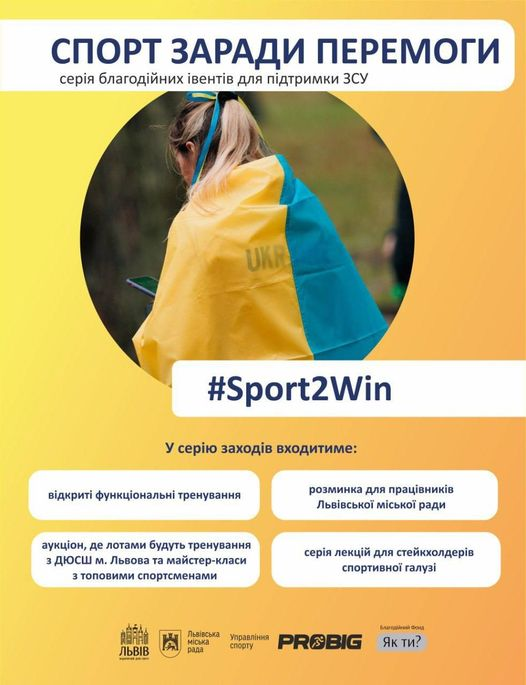 СПОРТ ЗАРАДИ ПЕРЕМОГИ
серія благодійних івентів для підтримки ЗСУ
UKR
#Sport2Win
У серію заходів входитиме:
відкриті функціональні тренування
розминка для працівників
Львівської міської ради
аукціон, де лотами будуть тренування
з ДЮСШ м. Львова та майстер-класи
з топовими спортсменами
серія лекцій для стейкхолдерів
спортивної галузі
ЛЬВІВ
Львівська
міська
рада
Управління
спорту
PROBIG
Благодійний Фонд
Як ти?